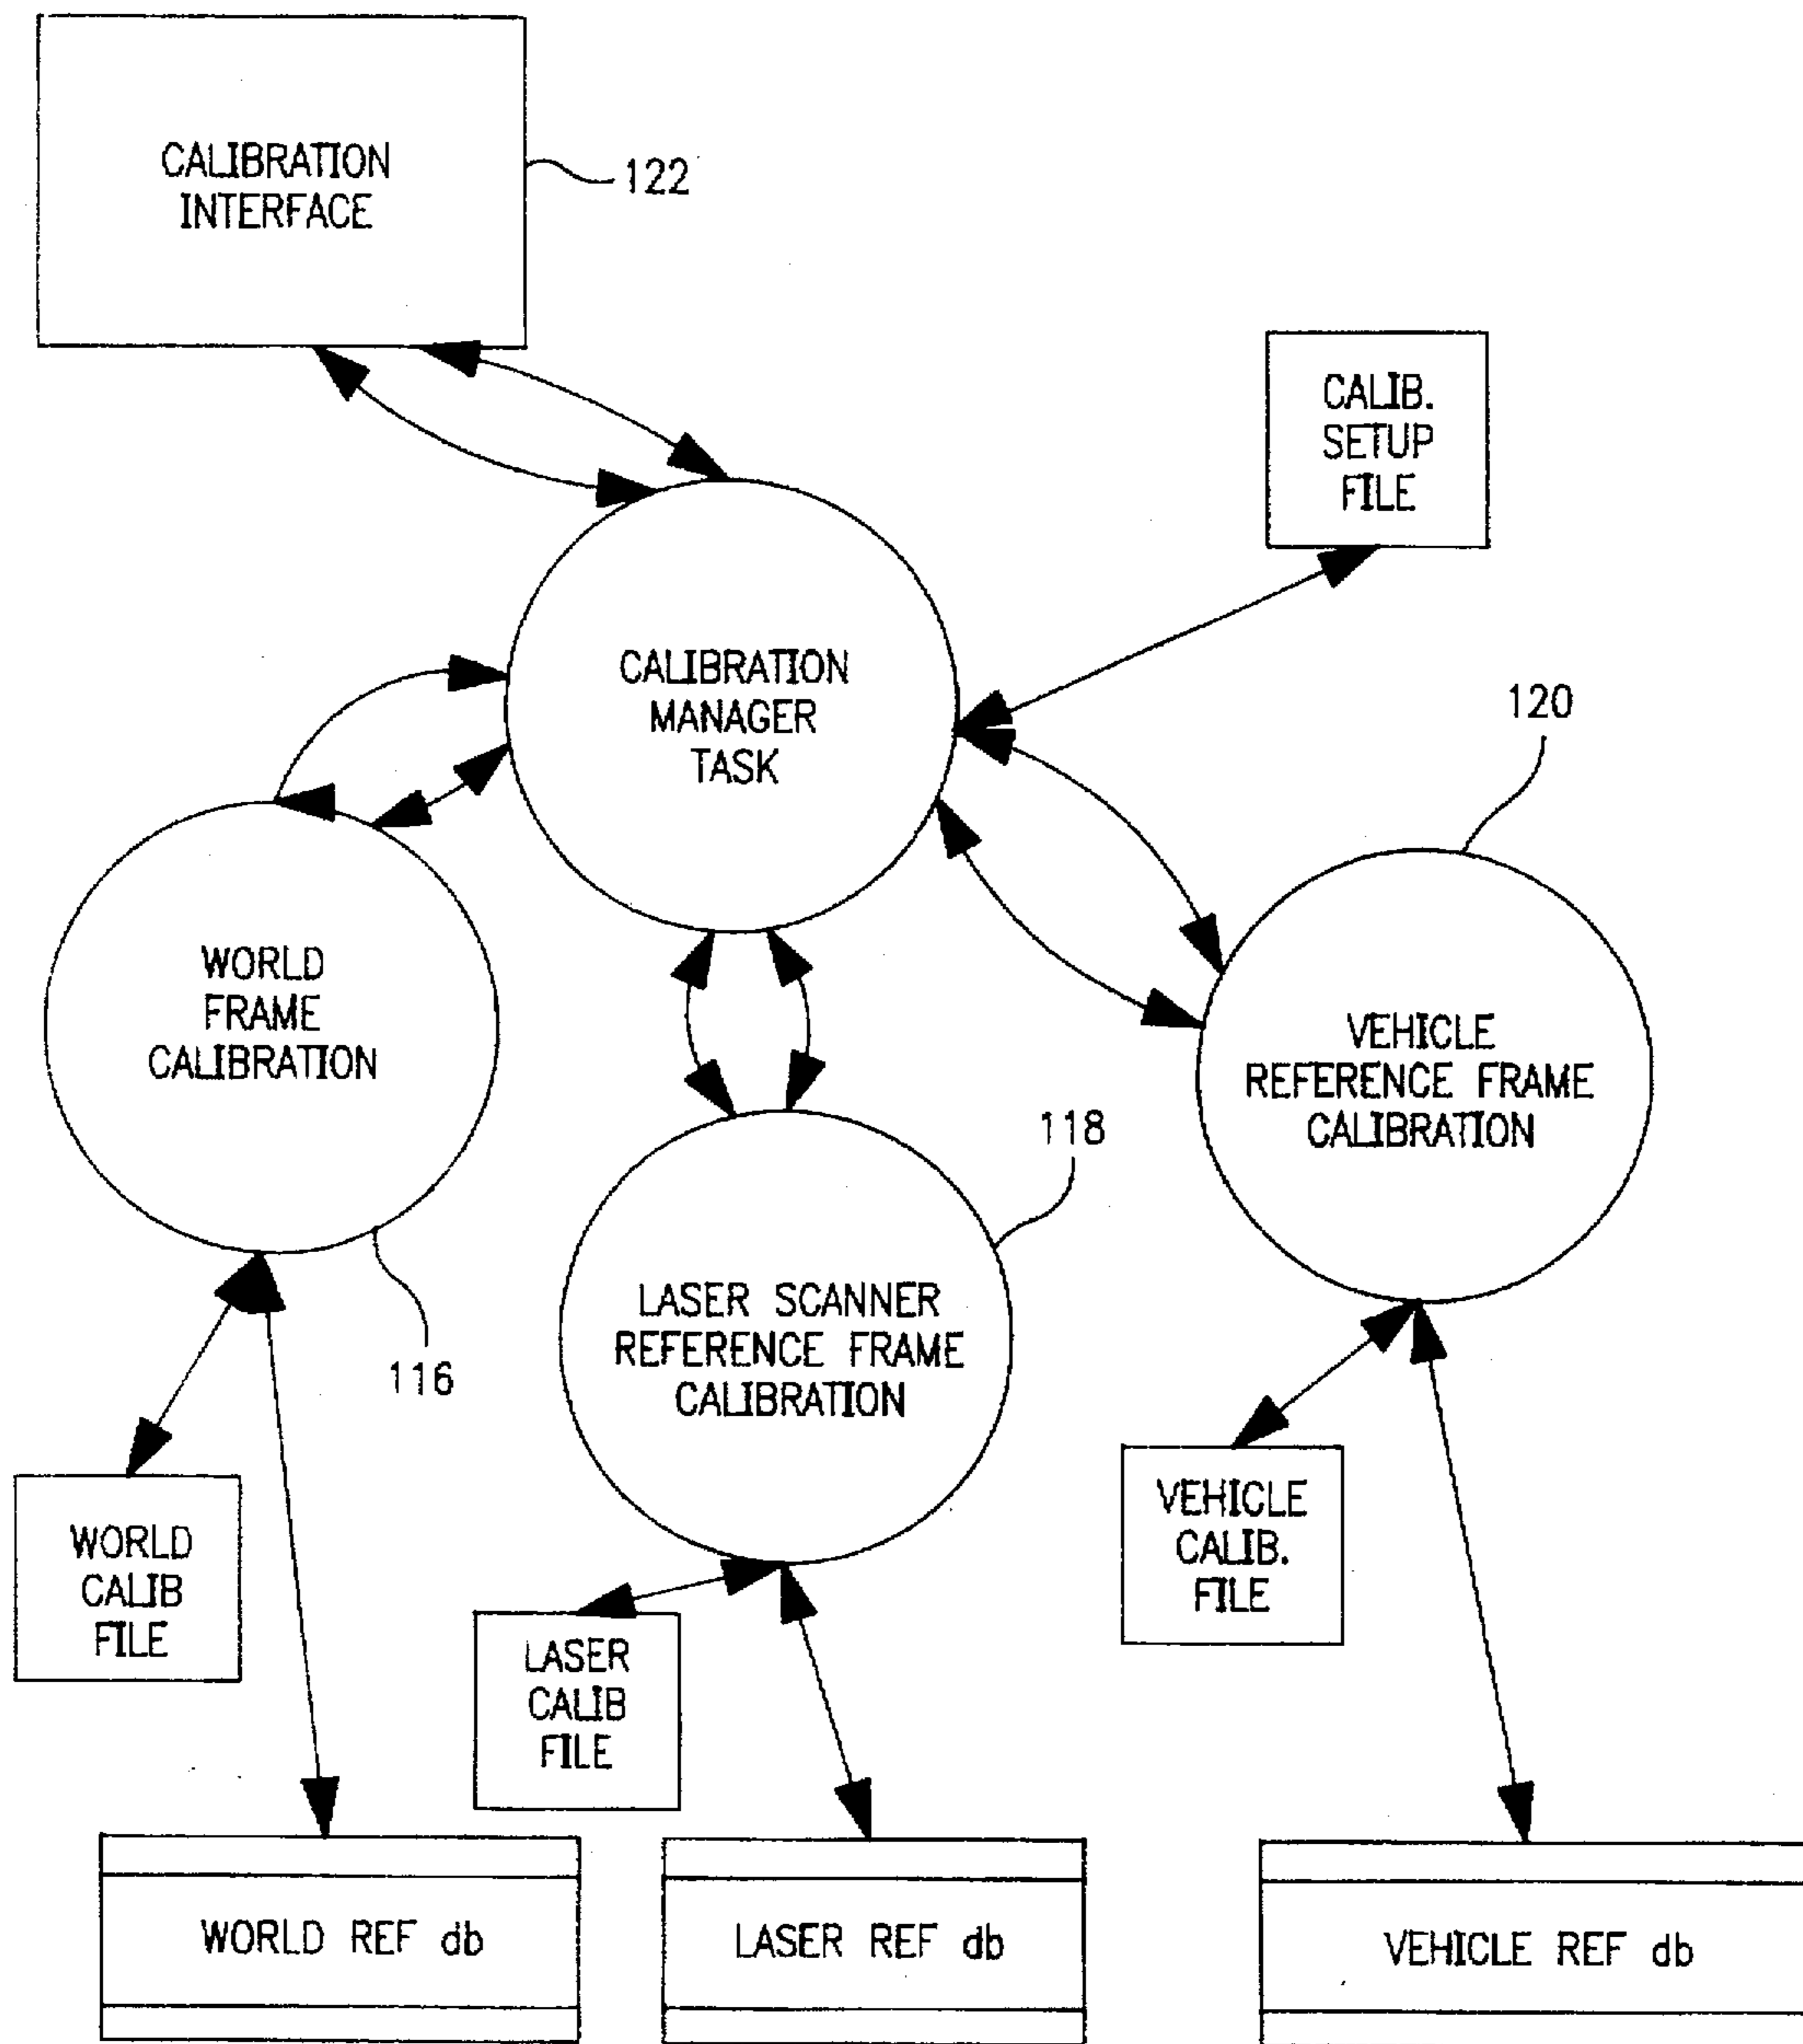 CALIBRATION
INTERFACE
122
CALIB.
SETUP
FILE
CALIBRATION
MANAGER
TASK
120
WORLD
FRAME
CALIBRATION
VEHICLE
REFERENCE FRAME
CALIBRATION
118
LASER SCANNER
REFERENCE FRAME
CALIBRATION
116
WORLD
CALIB
FILE
LASER
CALIB
FILE
VEHICLE
CALIB.
FILE
WORLD REF db
LASER REF db
VEHICLE REF db